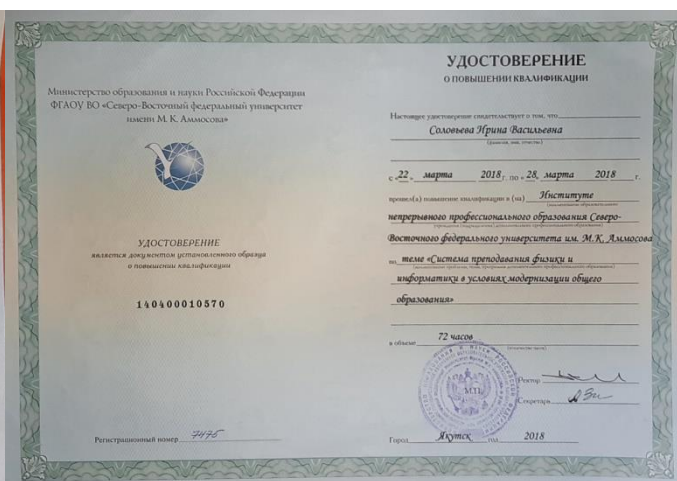 Министерство образования и науки Российской Федерации
ФГАОУ ВО «Северо-Восточный федеральный университет
имени М. К. Аммосова»
УДОСТОВЕРЕНИЕ
является документом установленного образца
о повышении квалификации
140400010570
Регистрационный номер 7475
УДОСТОВЕРЕНИЕ
О ПОВЫШЕНИИ КВАЛИФИКАЦИИ
Настоящее удостоверение свидетельствует о том, что
Соловьева Ирина Васильевна
(фамилия, имя, отчество)
с «22» марта 2018 г. по «28» марта 2018 г.
прошел(а) повышение квалификации в (на) Институте
непрерывного профессионального образования Северо-
Восточного федерального университета им. М.К. Аммосова
по теме «Система преподавания физики и
информатики в условиях модернизации общего
образования»
в объеме 72 часов
(количество часов)
М.П.
Ректор
Секретарь
Город Якутск год 2018